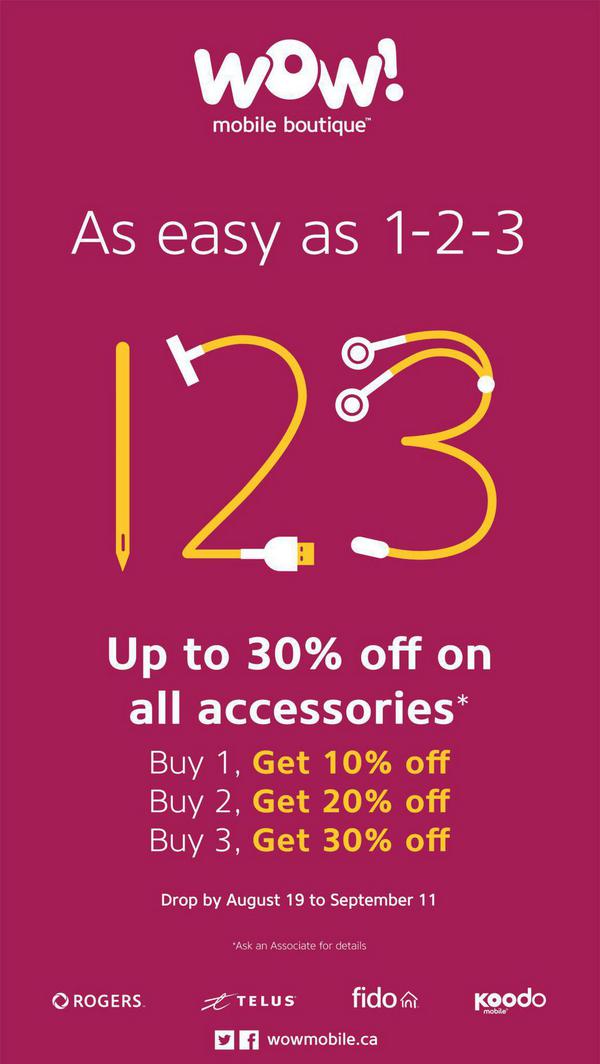 wow!
mobile boutique™
As easy as 1-2-3
123
Up to 30% off on
all accessories*
Buy 1, Get 10% off
Buy 2, Get 20% off
Buy 3, Get 30% off
Drop by August 19 to September 11
*Ask an Associate for details
ROGERS™ TELUS® fido koodo mobile®
wowmobile.ca